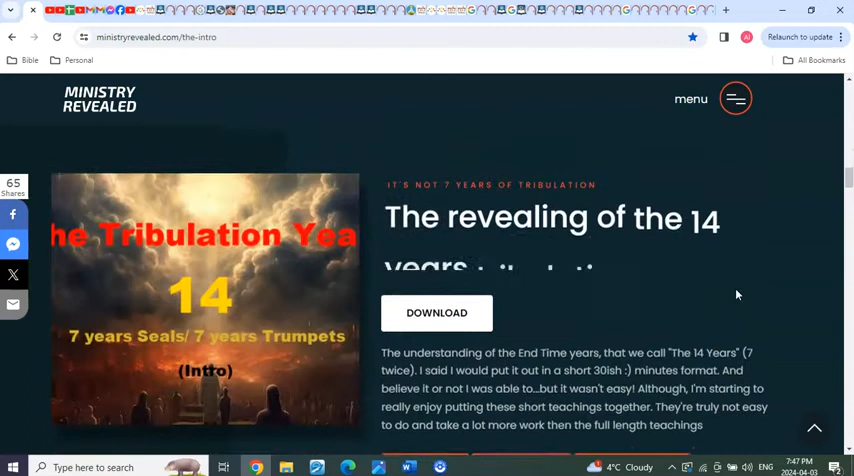 ministryrevealed.com/the-intro
Relaunch to update
Bible
Personal
All Bookmarks
MINISTRY
REVEALED
menu
65
Shares
he Tribulation Yea
14
7 years Seals/ 7 years Trumpets
(Intro)
IT'S NOT 7 YEARS OF TRIBULATION
The revealing of the 14
years
DOWNLOAD
The understanding of the End Time years, that we call "The 14 Years" (7
twice). I said I would put it out in a short 30ish :) minutes format. And
believe it or not I was able to...but it wasn't easy! Although, I'm starting to
really enjoy putting these short teachings together. They're truly not easy
to do and take a lot more work then the full length teachings
Type here to search
4°C Cloudy
ENG
7:47 PM
2024-04-03